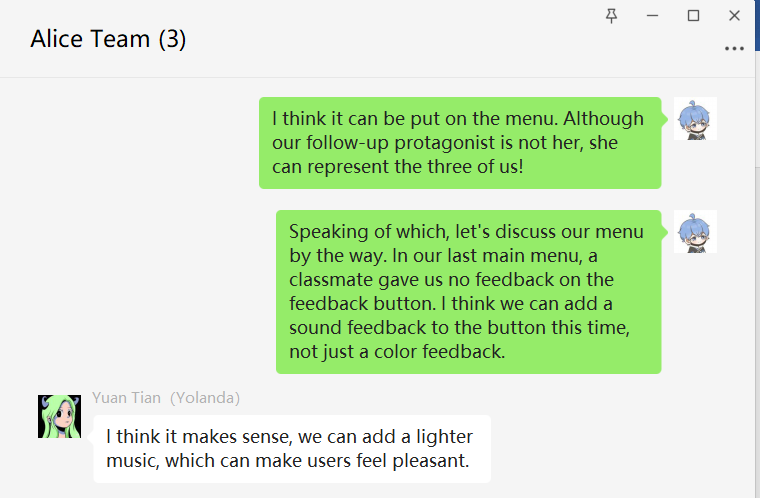 Alice Team (3)
I think it can be put on the menu. Although
our follow-up protagonist is not her, she
can represent the three of us!
Speaking of which, let's discuss our menu
by the way. In our last main menu, a
classmate gave us no feedback on the
feedback button. I think we can add a
sound feedback to the button this time,
not just a color feedback.
Yuan Tian（Yolanda）
I think it makes sense, we can add a lighter
music, which can make users feel pleasant.